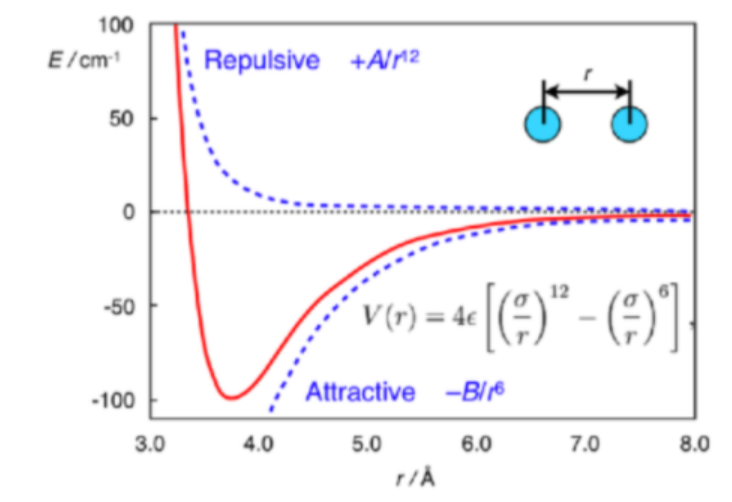 E / cm-1
100
50
0
-50
-100
Repulsive +A/r12
r
V(r) = 4ϵ [(σ/r)^12 − (σ/r)^6],
Attractive –B/r6
3.0 4.0 5.0 6.0 7.0 8.0
r / Å